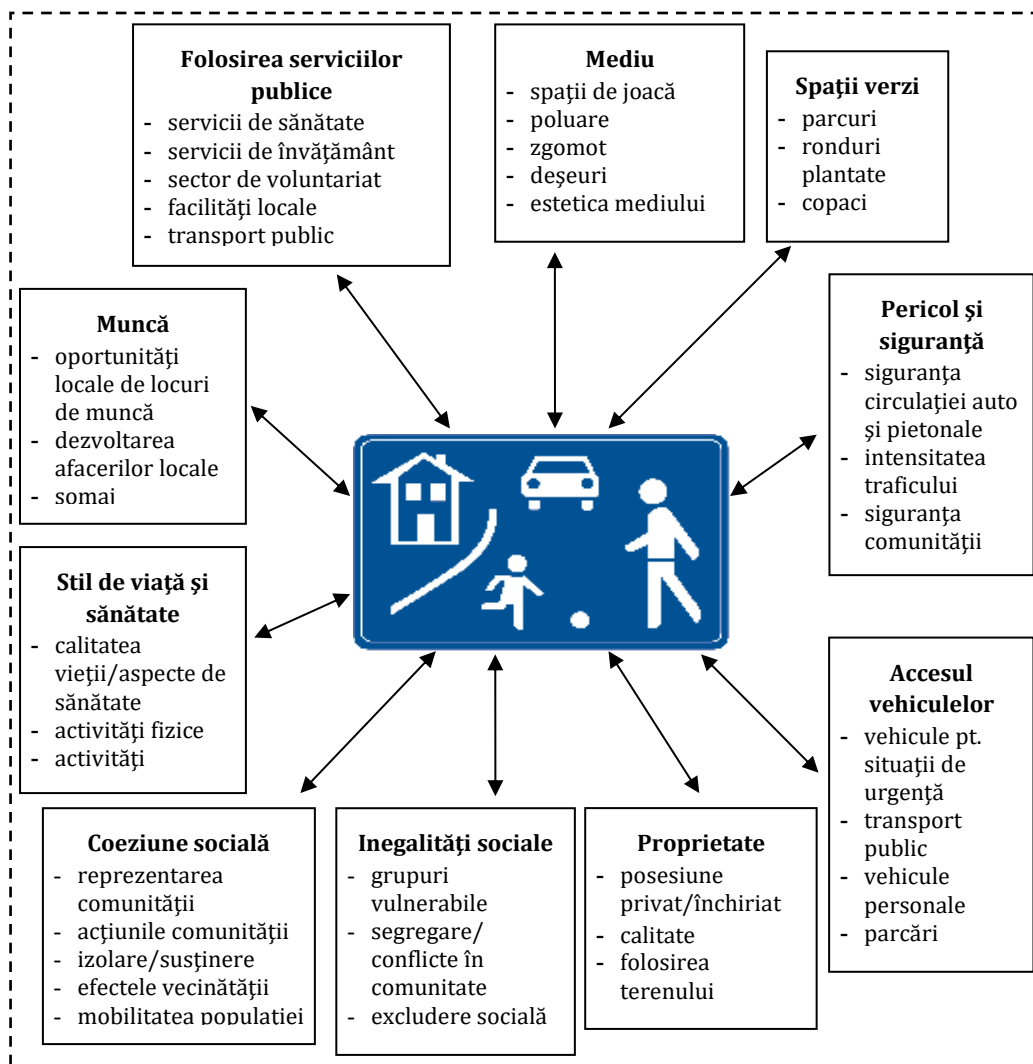 Folosirea serviciilor
publice
- servicii de sănătate
- servicii de învăţământ
- sector de voluntariat
- facilităţi locale
- transport public
Mediu
- spaţii de joacă
- poluare
- zgomot
- deşeuri
- estetica mediului
Spaţii verzi
- parcuri
- ronduri
plantate
- copaci
Muncă
- oportunităţi
locale de locuri
de muncă
- dezvoltarea
afacerilor locale
- somai
Pericol şi
siguranţă
- siguranţa
circulaţiei auto
şi pietonale
- intensitatea
traficului
- siguranţa
comunităţii
Stil de viaţă şi
sănătate
- calitatea
vieţii/aspecte de
sănătate
- activităţi fizice
- activităţi
Accesul
vehiculelor
- vehicule pt.
situaţii de
urgenţă
- transport
public
- vehicule
personale
- parcări
Coeziune socială
- reprezentarea
comunităţii
- acţiunile comunităţii
- izolare/susţinere
- efectele vecinătăţii
- mobilitatea populaţiei
Inegalităţi sociale
- grupuri
vulnerabile
- segregare/
conflicte în
comunitate
- excludere socială
Proprietate
- posesiune
privat/închiriat
- calitate
- folosirea
terenului